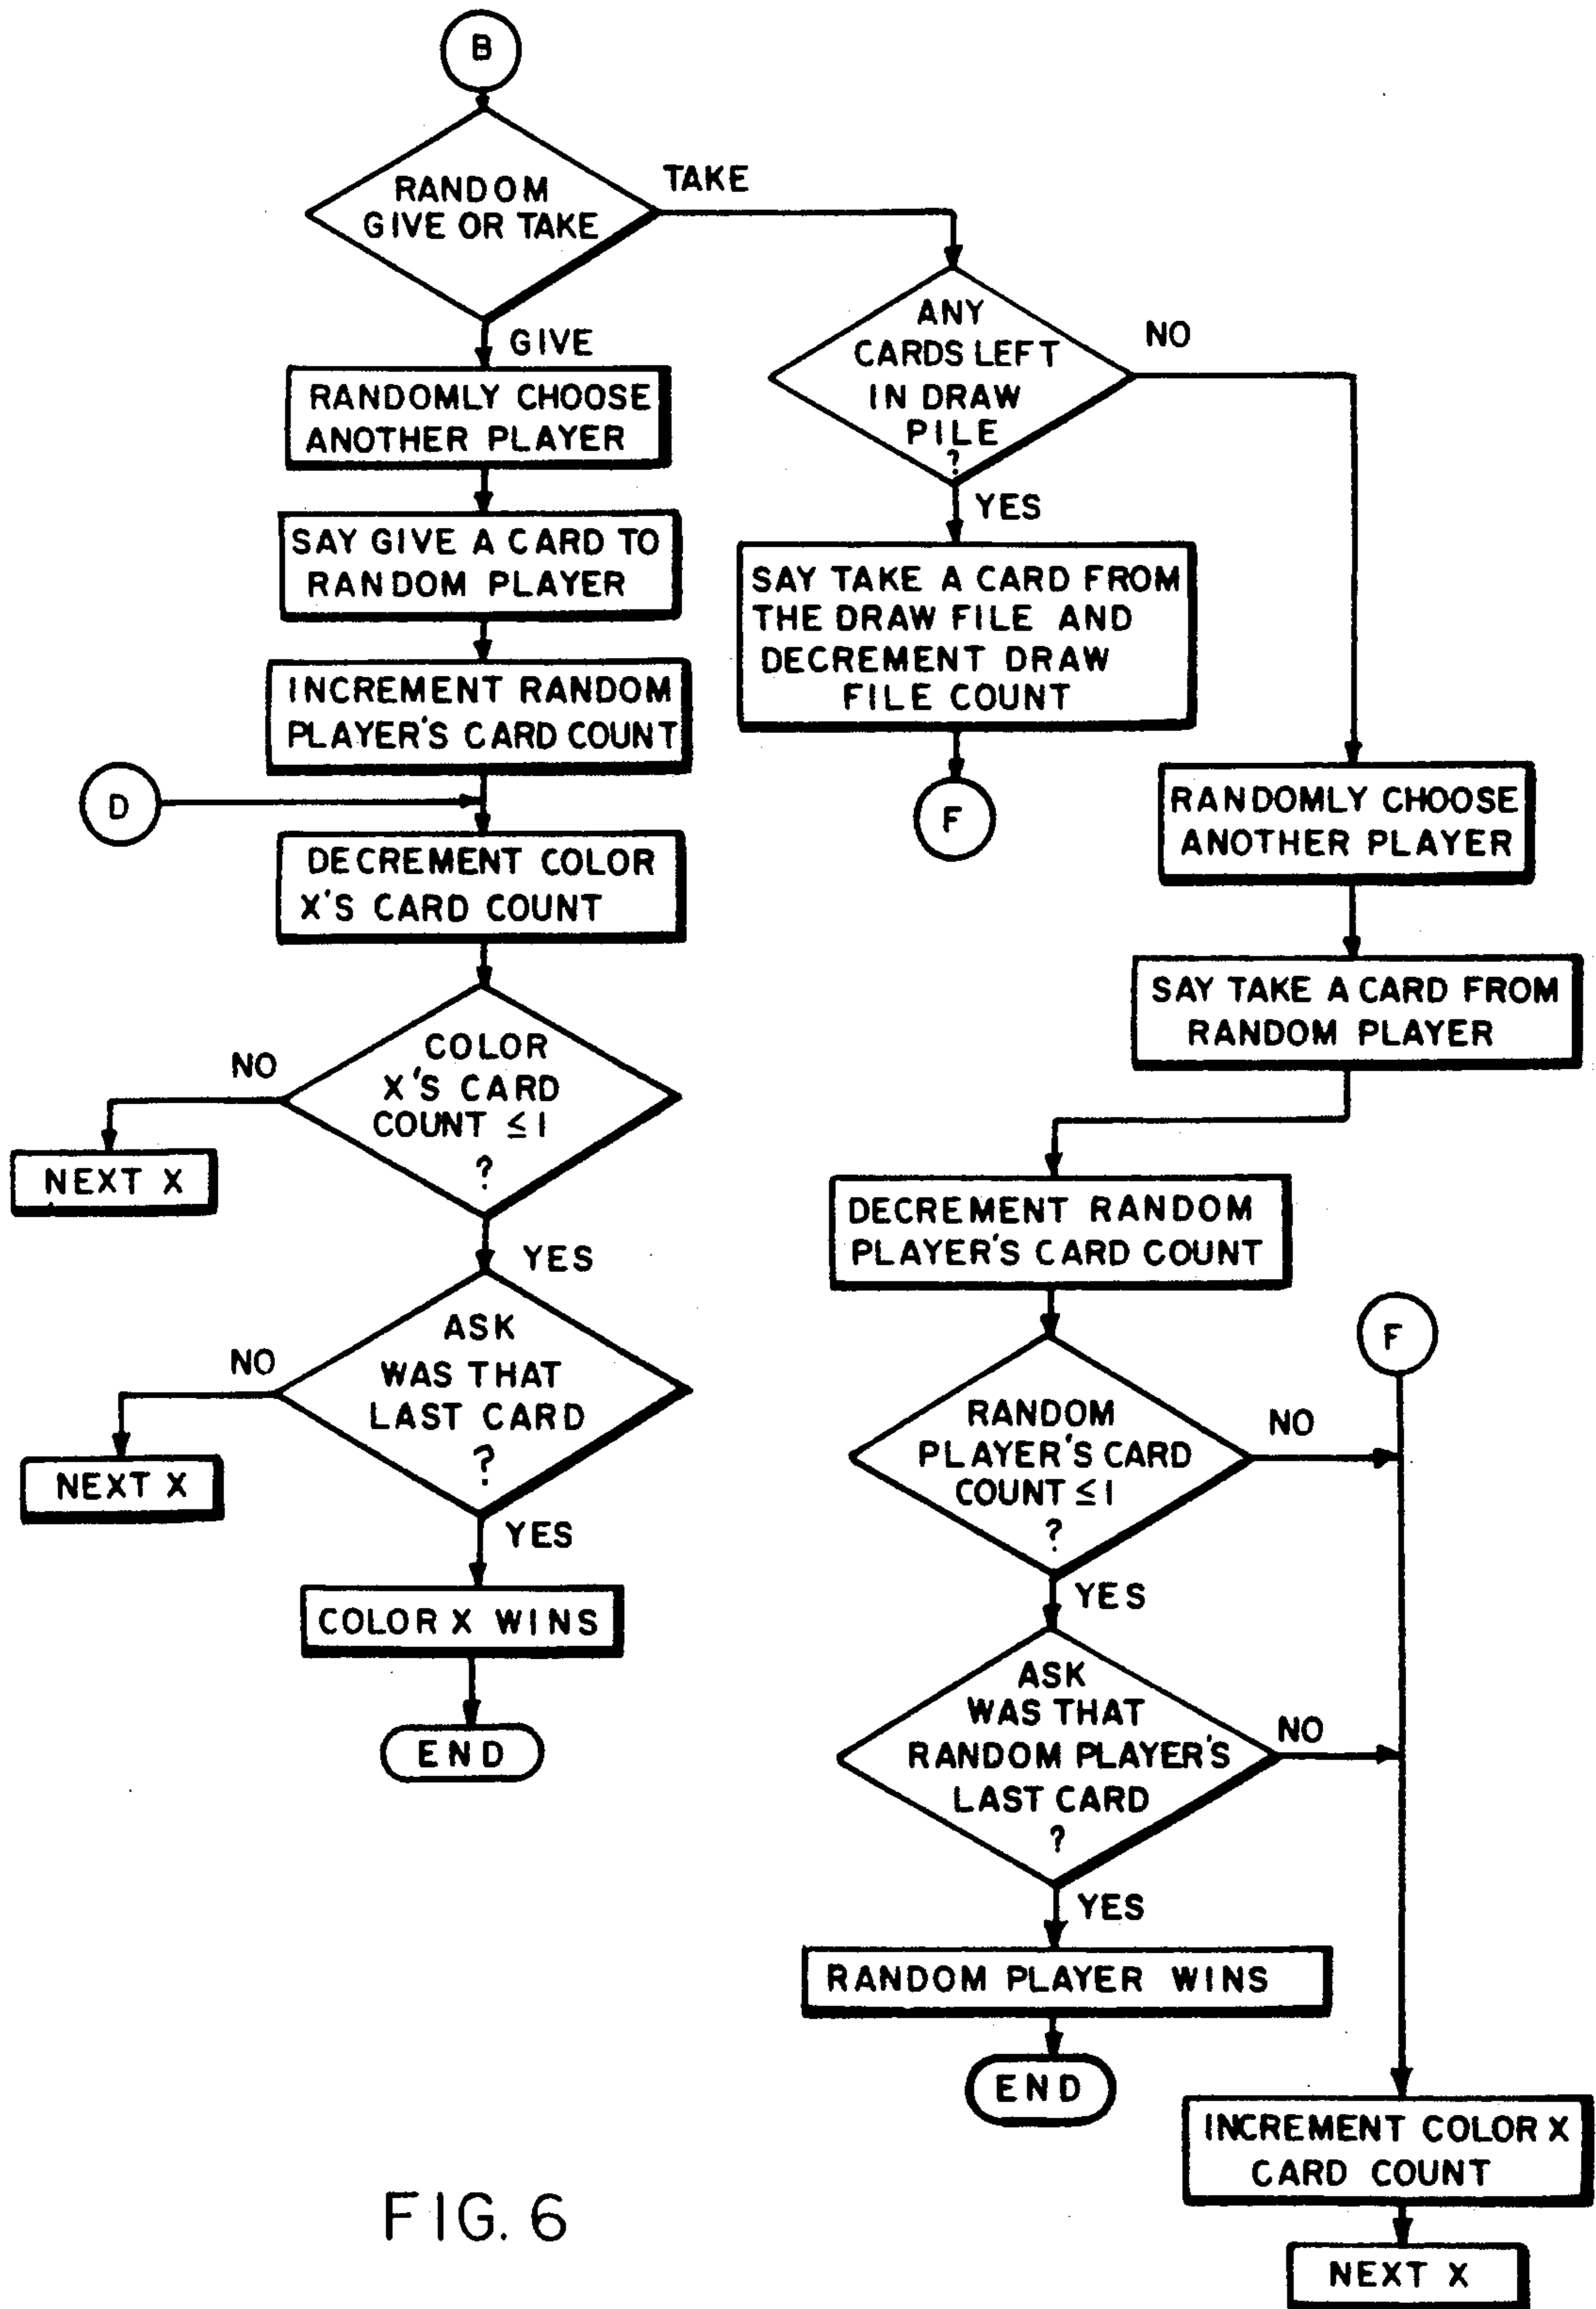 B
RANDOM
GIVE OR TAKE
TAKE
GIVE
RANDOMLY CHOOSE
ANOTHER PLAYER
SAY GIVE A CARD TO
RANDOM PLAYER
INCREMENT RANDOM
PLAYER'S CARD COUNT
D
DECREMENT COLOR
X'S CARD COUNT
COLOR
X'S CARD
COUNT ≤ 1
?
NO
NEXT X
YES
ASK
WAS THAT
LAST CARD
?
NO
NEXT X
YES
COLOR X WINS
END
ANY
CARDS LEFT
IN DRAW
PILE
?
NO
YES
SAY TAKE A CARD FROM
THE DRAW FILE AND
DECREMENT DRAW
FILE COUNT
F
RANDOMLY CHOOSE
ANOTHER PLAYER
SAY TAKE A CARD FROM
RANDOM PLAYER
DECREMENT RANDOM
PLAYER'S CARD COUNT
RANDOM
PLAYER'S CARD
COUNT ≤ 1
?
NO
F
YES
ASK
WAS THAT
RANDOM PLAYER'S
LAST CARD
?
NO
YES
RANDOM PLAYER WINS
END
INCREMENT COLOR X
CARD COUNT
NEXT X
FIG. 6